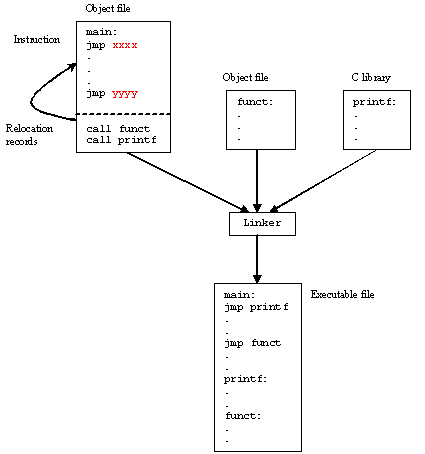 Object file
Instruction
main:
jmp xxxx
.
.
.
jmp yyyy
Relocation
records
call funct
call printf
Object file
funct:
.
.
.
C library
printf:
.
.
.
Linker
Executable file
main:
jmp printf
.
.
jmp funct
.
.
printf:
.
.
funct:
.
.